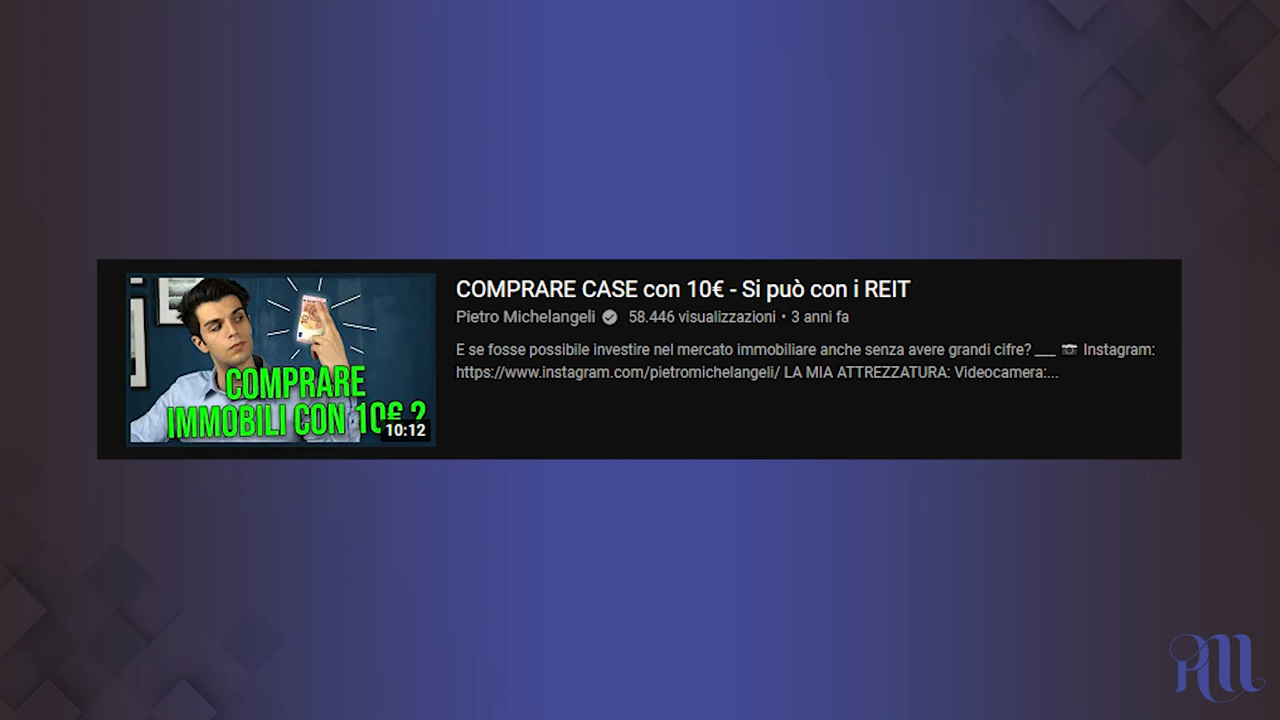 COMPRARE
IMMOBILI CON 10€ ?
10:12
COMPRARE CASE con 10€ - Si può con i REIT
Pietro Michelangeli 58.446 visualizzazioni • 3 anni fa
E se fosse possibile investire nel mercato immobiliare anche senza avere grandi cifre? ___ 📷 Instagram:
https://www.instagram.com/pietromichelangeli/ LA MIA ATTREZZATURA: Videocamera:...
PM